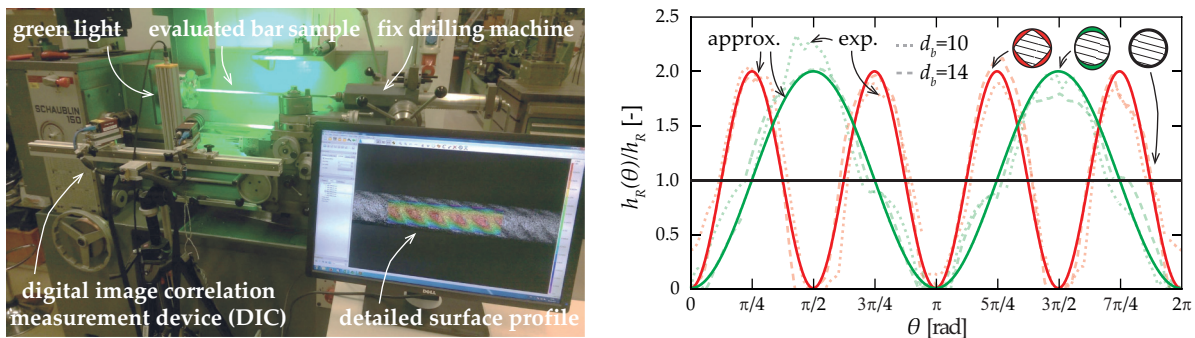 green light
evaluated bar sample
fix drilling machine
SCHAUBLIN
150
DELL
digital image correlation
measurement device (DIC)
detailed surface profile
h_R(θ)/h_R [-]
2.5
2.0
1.5
1.0
0.5
0
approx.
exp.
d_b=10
d_b=14
0
π/4
π/2
3π/4
π
5π/4
3π/2
7π/4
2π
θ [rad]